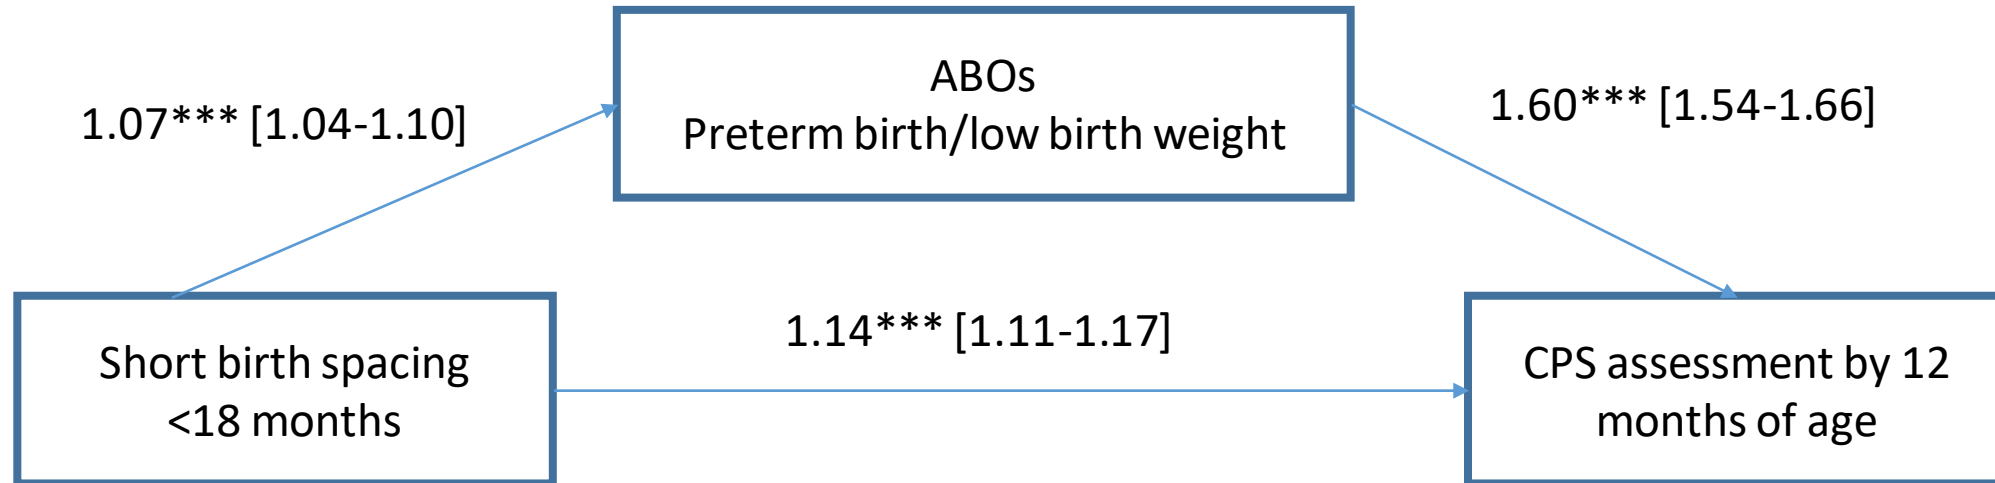 ABOs
Preterm birth/low birth weight
1.07*** [1.04-1.10]
1.60*** [1.54-1.66]
1.14*** [1.11-1.17]
Short birth spacing
<18 months
CPS assessment by 12
months of age